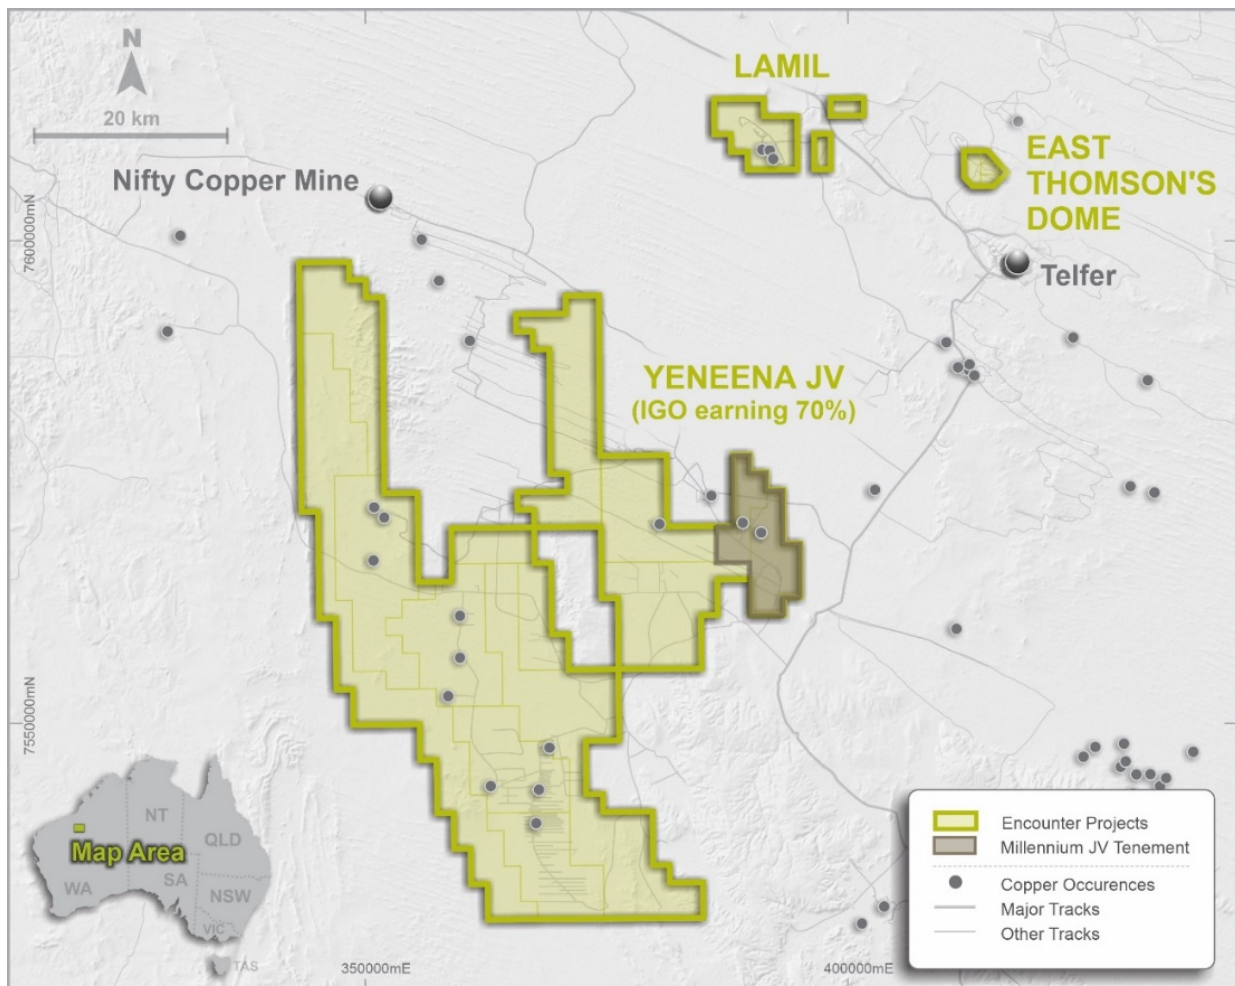 N
20 km
LAMIL
Nifty Copper Mine
EAST
THOMSON'S
DOME
7600000mN
Telfer
YENEENA JV
(IGO earning 70%)
7550000mN
NT
QLD
Map Area
WA
SA
NSW
VIC
TAS
Encounter Projects
Millennium JV Tenement
Copper Occurences
Major Tracks
Other Tracks
350000mE
400000mE